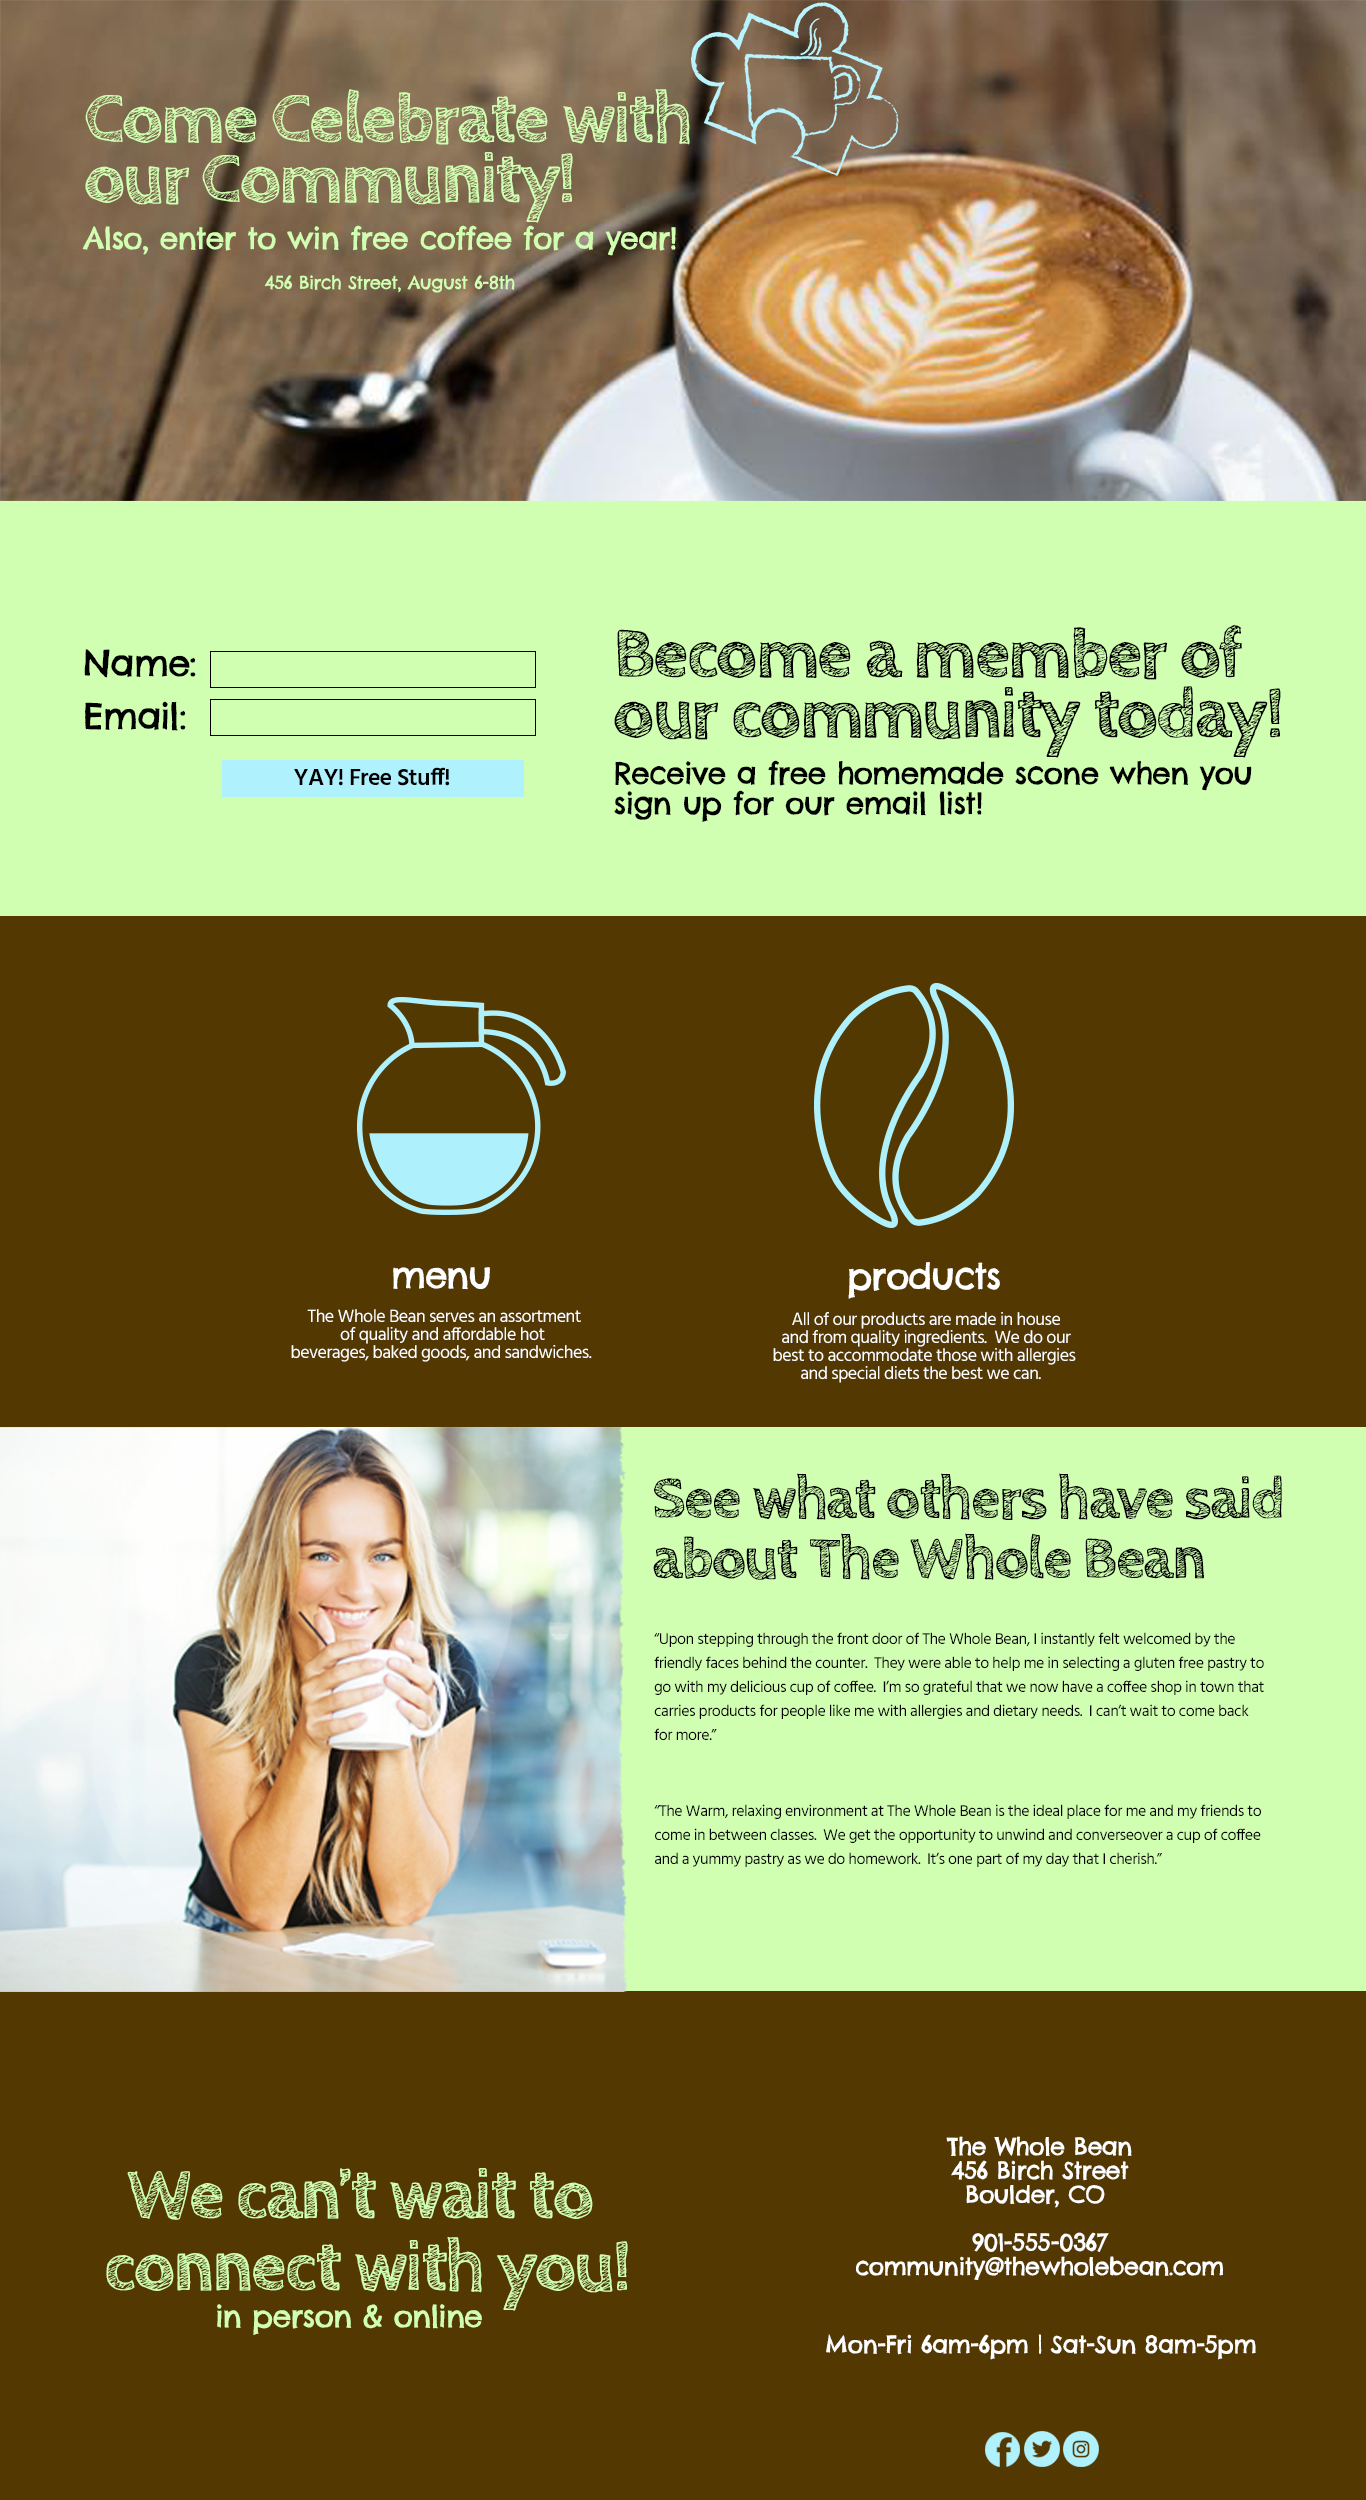 Come Celebrate with
our Community!
Also, enter to win free coffee for a year!
456 Birch Street, August 6-8th
Name:
Email:
YAY! Free Stuff!
Become a member of
our community today!
Receive a free homemade scone when you
sign up for our email list!
menu
The Whole Bean serves an assortment
of quality and affordable hot
beverages, baked goods, and sandwiches.
products
All of our products are made in house
and from quality ingredients. We do our
best to accommodate those with allergies
and special diets the best we can.
See what others have said
about The Whole Bean
“Upon stepping through the front door of The Whole Bean, I instantly felt welcomed by the
friendly faces behind the counter. They were able to help me in selecting a gluten free pastry to
go with my delicious cup of coffee. I’m so grateful that we now have a coffee shop in town that
carries products for people like me with allergies and dietary needs. I can’t wait to come back
for more.”
“The Warm, relaxing environment at The Whole Bean is the ideal place for me and my friends to
come in between classes. We get the opportunity to unwind and converseover a cup of coffee
and a yummy pastry as we do homework. It’s one part of my day that I cherish.”
We can’t wait to
connect with you!
in person & online
The Whole Bean
456 Birch Street
Boulder, CO
901-555-0367
community@thewholebean.com
Mon-Fri 6am-6pm | Sat-Sun 8am-5pm